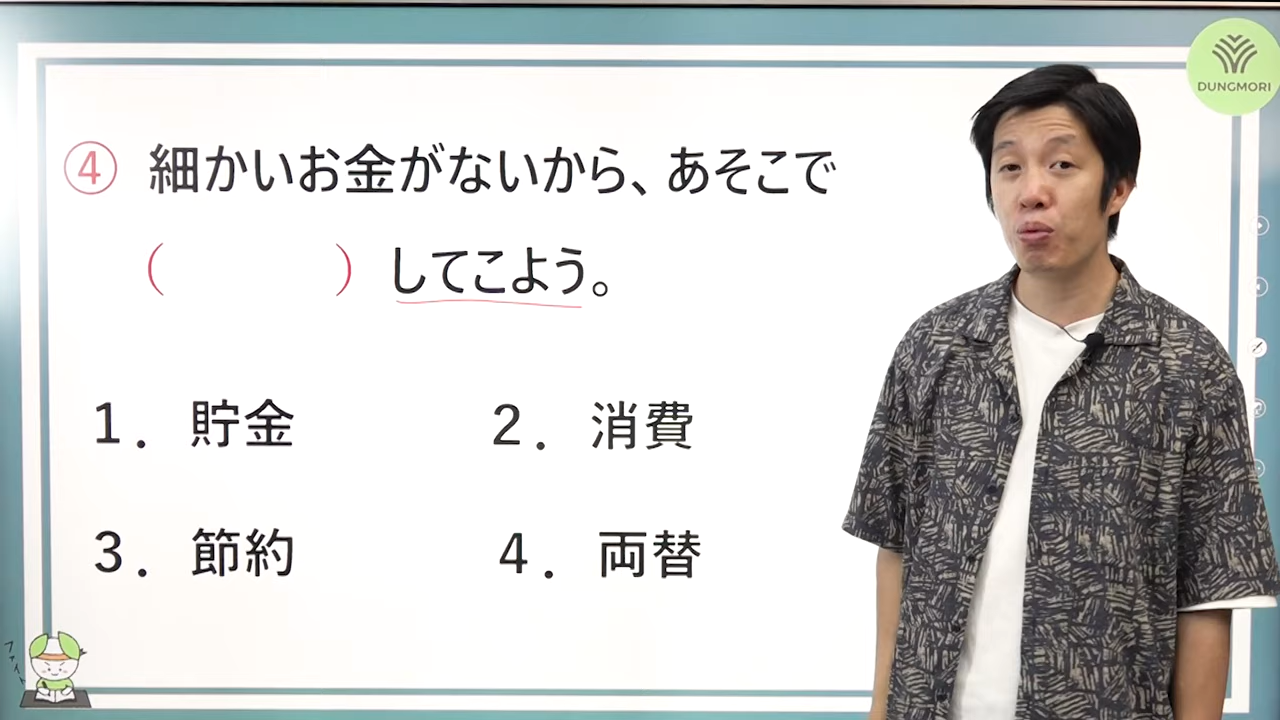 DUNGMORI
④ 細かいお金がないから、あそこで
（　　　）してこよう。
1．貯金　2．消費
3．節約　4．両替